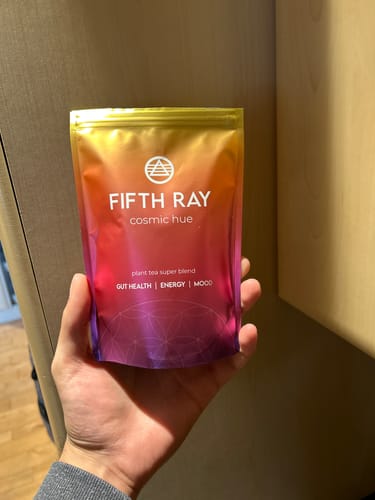 FIFTH RAY
cosmic hue
plant tea super blend
GUT HEALTH | ENERGY | MOOD